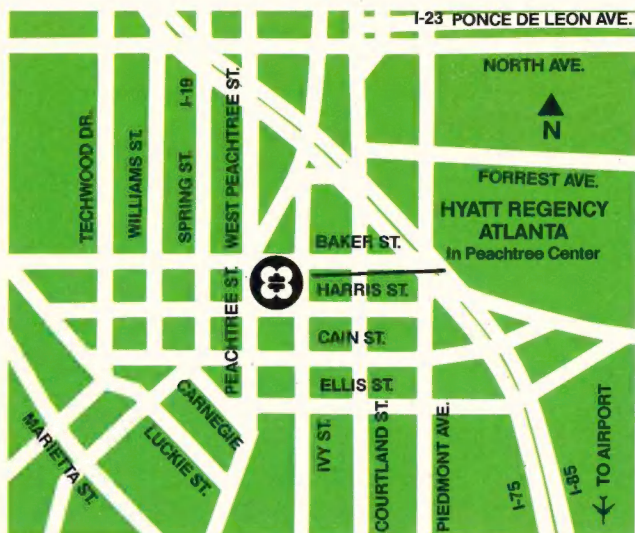 I-23 PONCE DE LEON AVE.
NORTH AVE.
N
TECHWOOD DR.
WILLIAMS ST.
SPRING ST. I-19
WEST PEACHTREE ST.
FORREST AVE.
HYATT REGENCY
ATLANTA
In Peachtree Center
BAKER ST.
HARRIS ST.
PEACHTREE ST.
CAIN ST.
ELLIS ST.
CARNEGIE
LUCKIE ST.
MARIETTA ST.
IVY ST.
COURTLAND ST.
PIEDMONT AVE.
I-75
I-85
TO AIRPORT